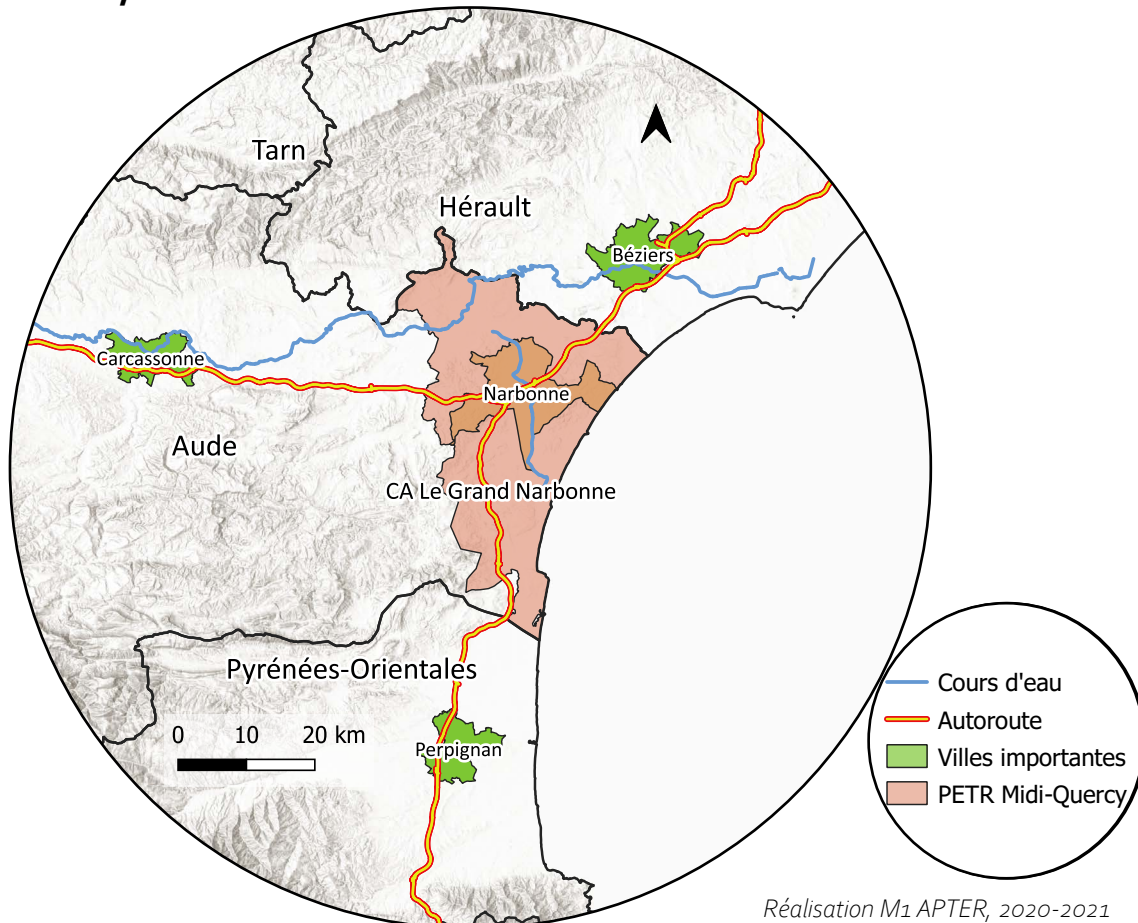 Tarn
Hérault
Béziers
Carcassonne
Narbonne
Aude
CA Le Grand Narbonne
Pyrénées-Orientales
0 10 20 km
Perpignan
Cours d'eau
Autoroute
Villes importantes
PETR Midi-Quercy
Réalisation M1 APTER, 2020-2021